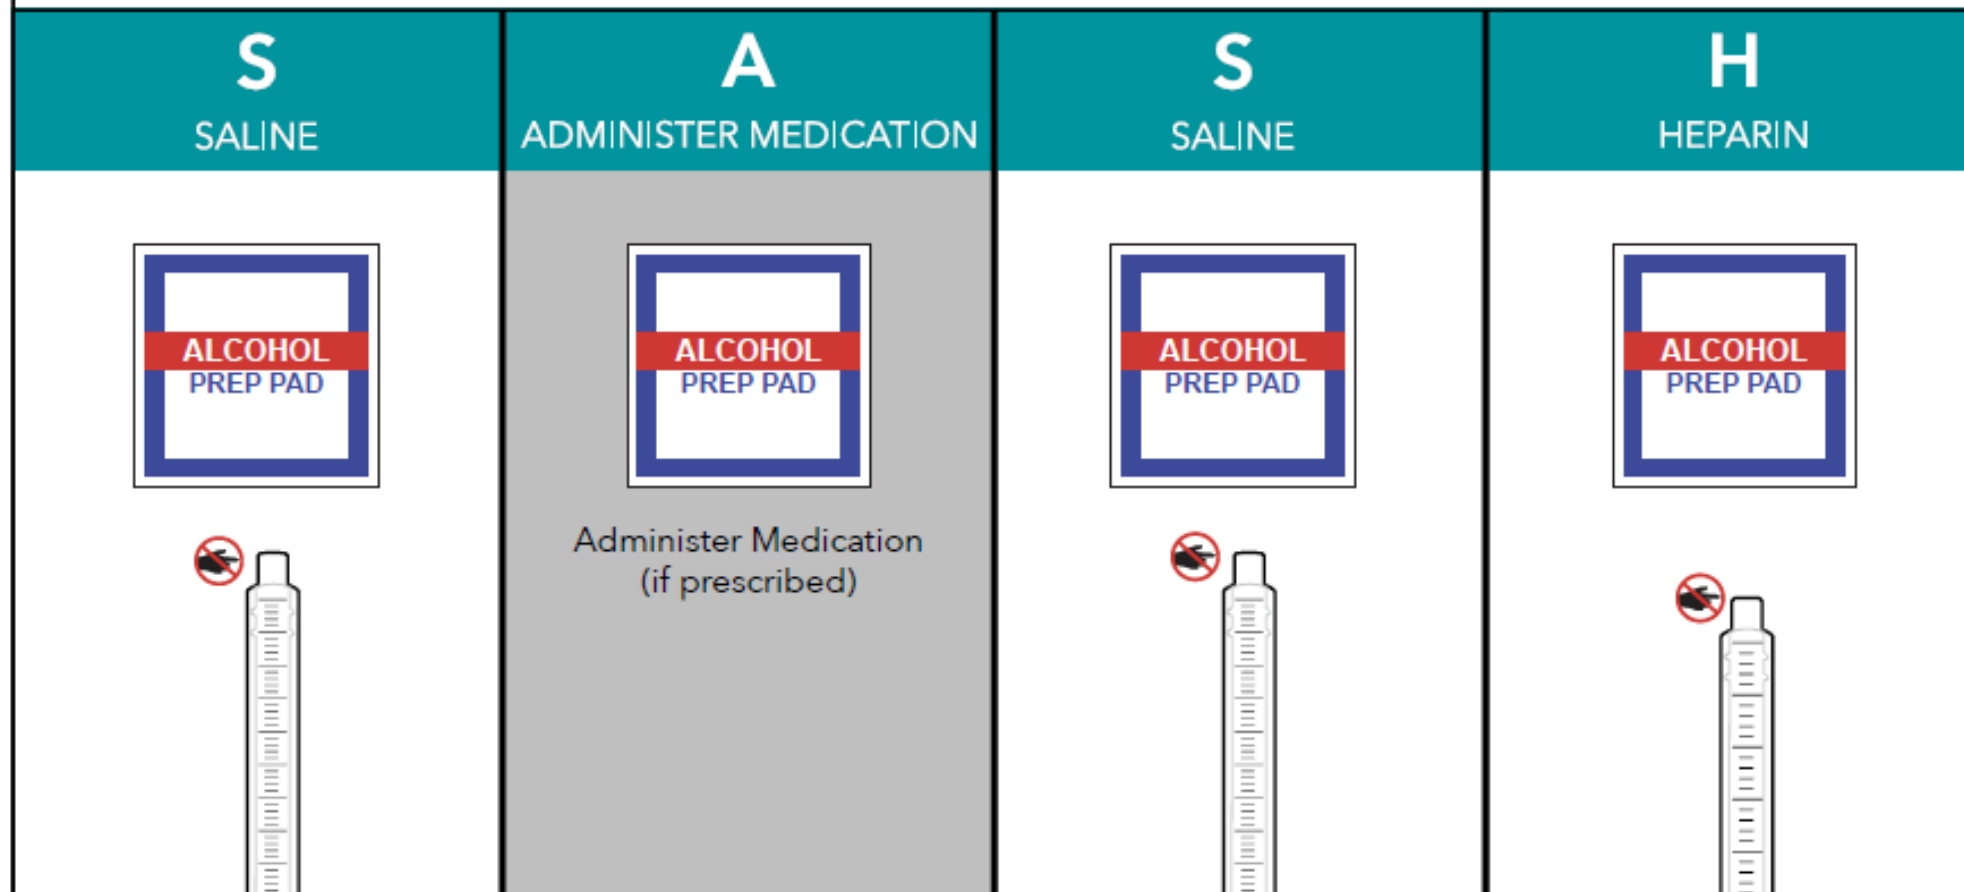 S
SALINE
ALCOHOL
PREP PAD
A
ADMINISTER MEDICATION
ALCOHOL
PREP PAD
Administer Medication
(if prescribed)
S
SALINE
ALCOHOL
PREP PAD
H
HEPARIN
ALCOHOL
PREP PAD